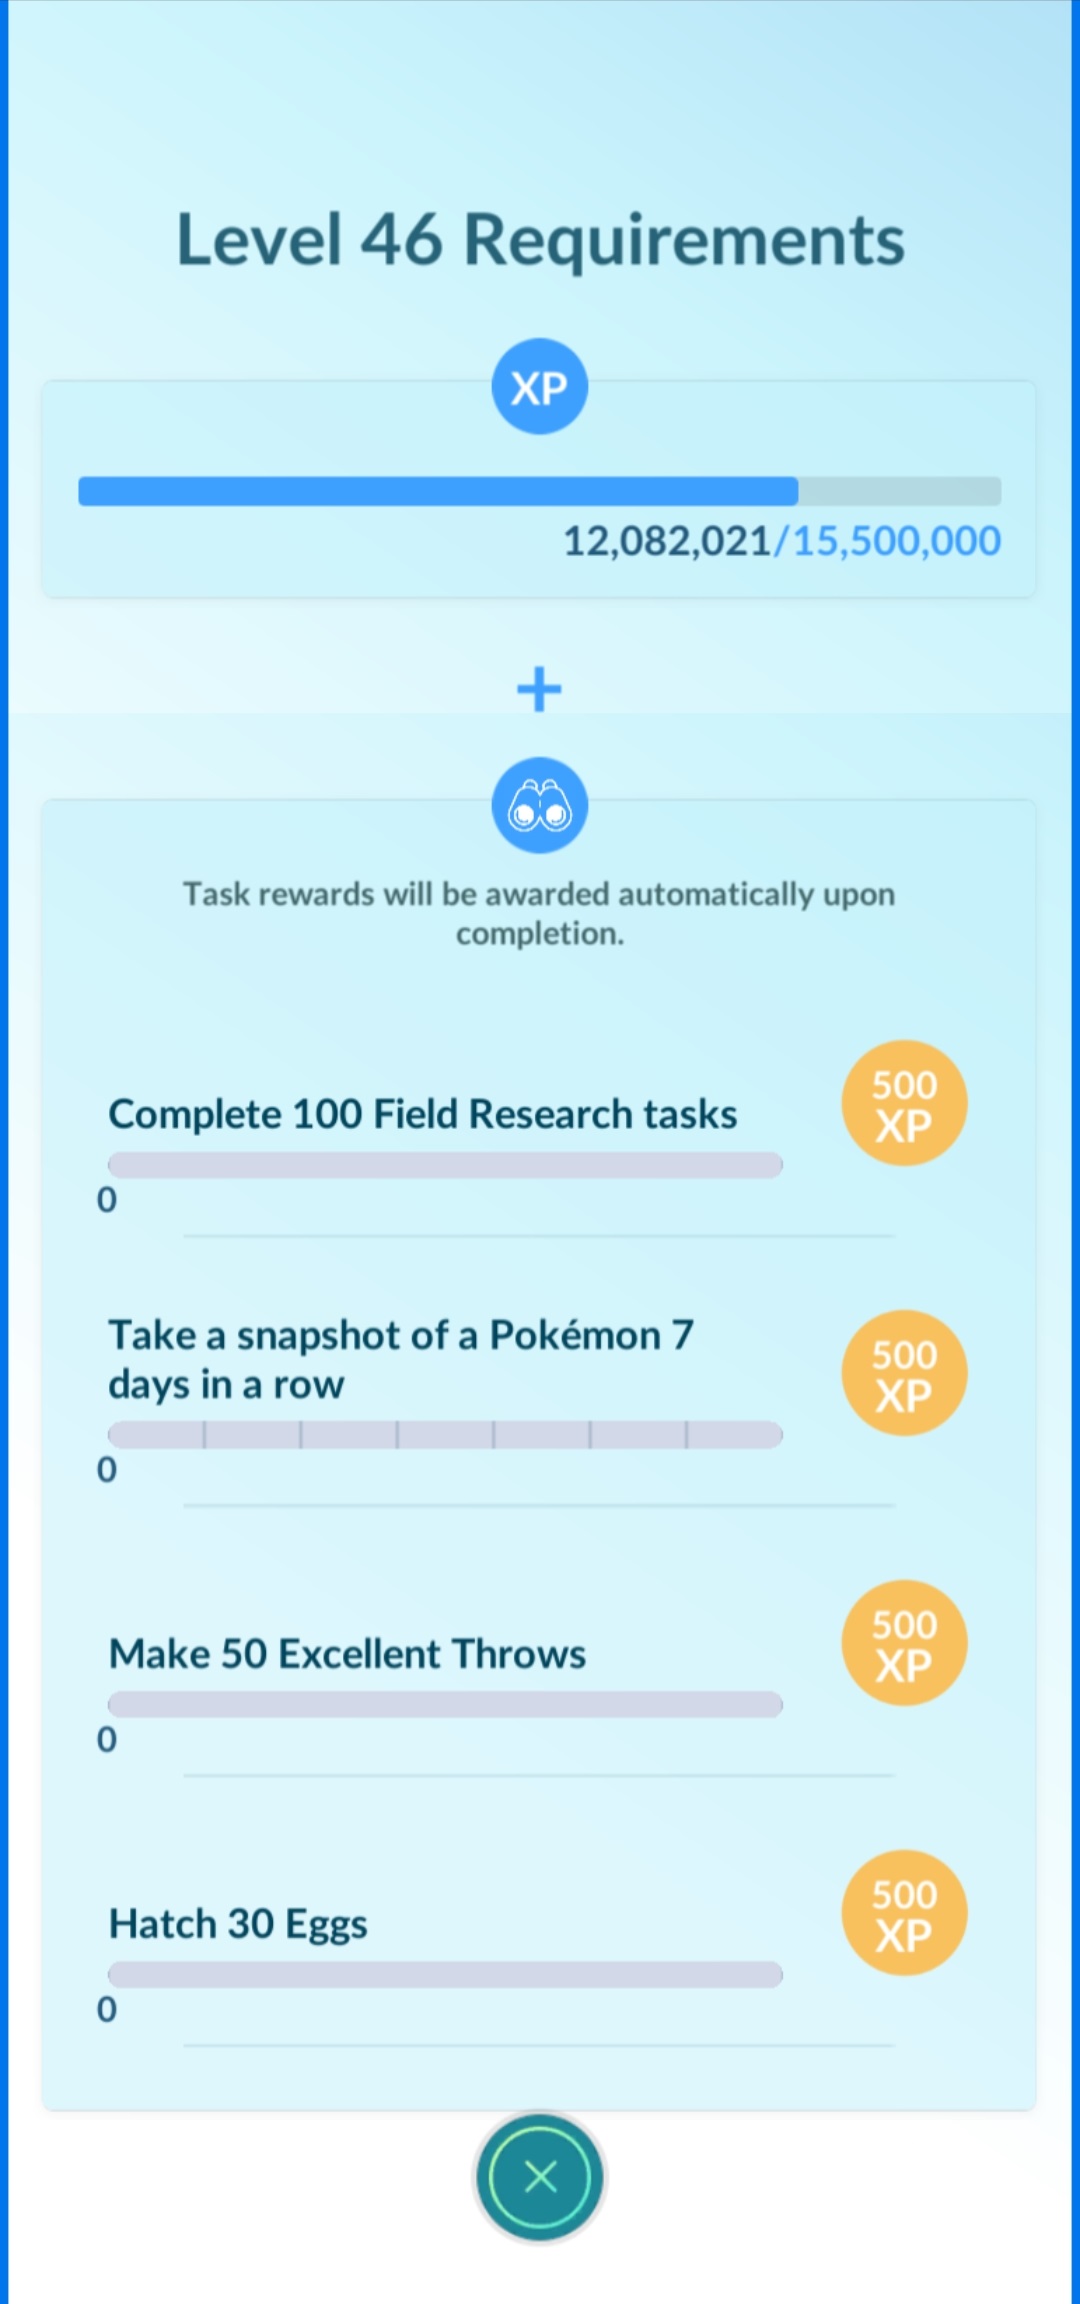 Level 46 Requirements
XP
12,082,021/15,500,000
+
Task rewards will be awarded automatically upon
completion.
Complete 100 Field Research tasks
500
XP
0
Take a snapshot of a Pokémon 7
days in a row
500
XP
0
Make 50 Excellent Throws
500
XP
0
Hatch 30 Eggs
500
XP
0